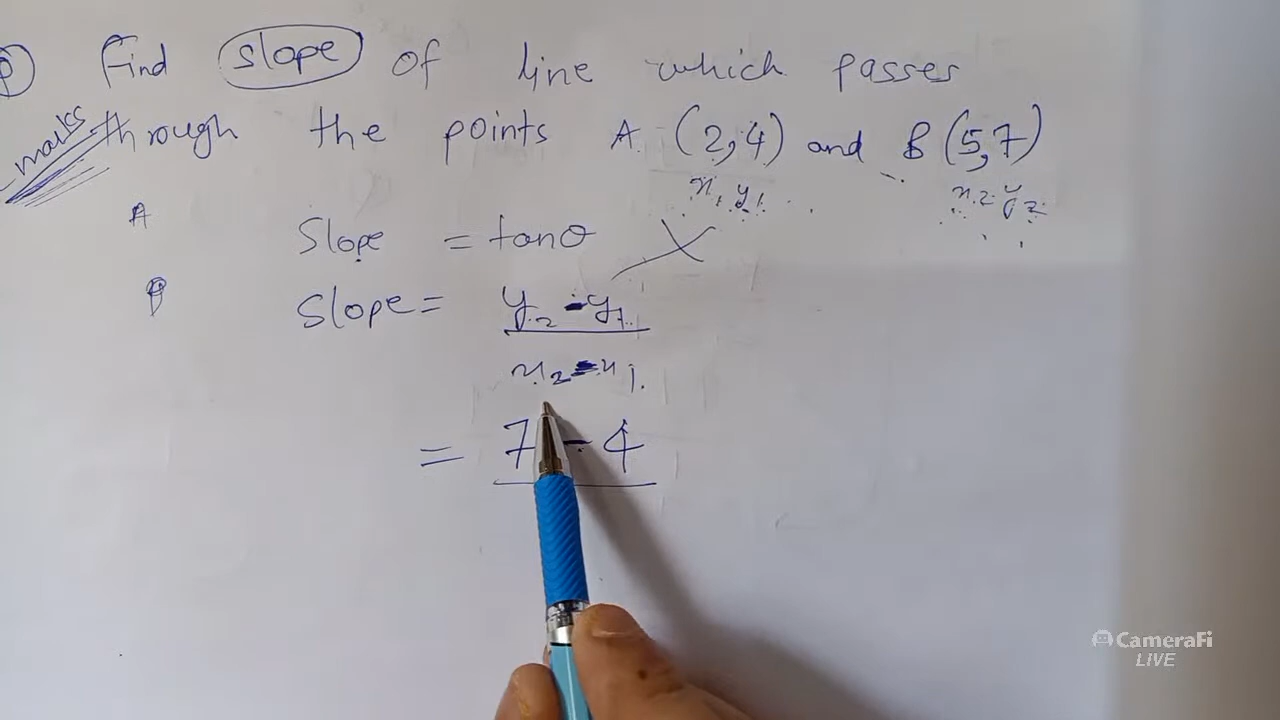 Q) Find slope of line which passes
marks through the points A (2,4) and B (5,7)
x1 y1 x2 y2
A
Slope = tanθ
Slope = y2 - y1
x2 - x1
= 7 - 4
CameraFi
LIVE